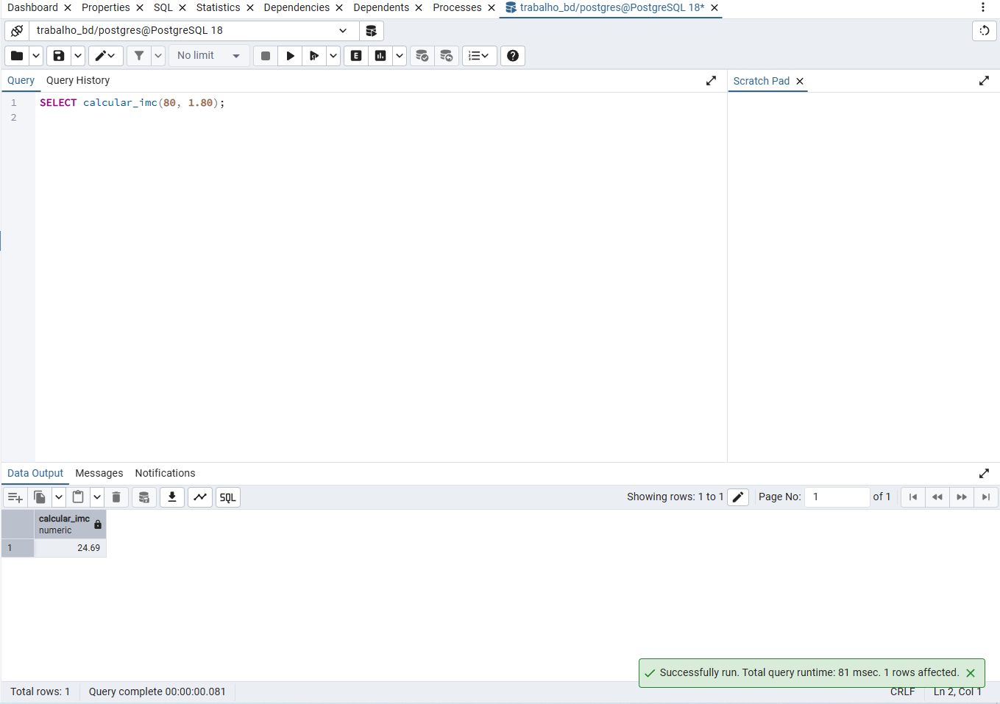 Dashboard Properties SQL Statistics Dependencies Dependents Processes trabalho_bd/postgres@PostgreSQL 18*
trabalho_bd/postgres@PostgreSQL 18
No limit E
Query Query History Scratch Pad
1 SELECT calcular_imc(80, 1.80);
2
Data Output Messages Notifications
SQL Showing rows: 1 to 1 Page No: 1 of 1
calcular_imc
numeric
1 24.69
Successfully run. Total query runtime: 81 msec. 1 rows affected.
Total rows: 1 Query complete 00:00:00.081 CRLF Ln 2, Col 1